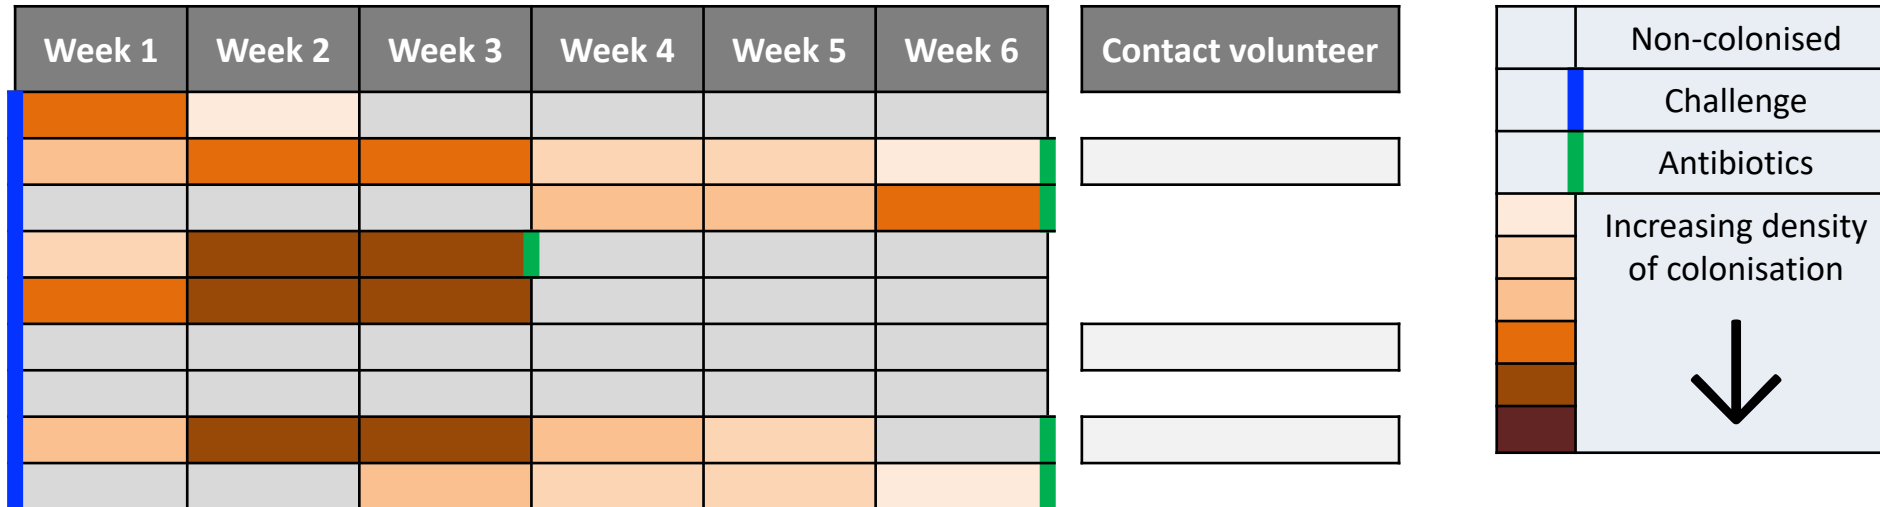 Week 1 Week 2 Week 3 Week 4 Week 5 Week 6 Contact volunteer
Non-colonised
Challenge
Antibiotics
Increasing density
of colonisation